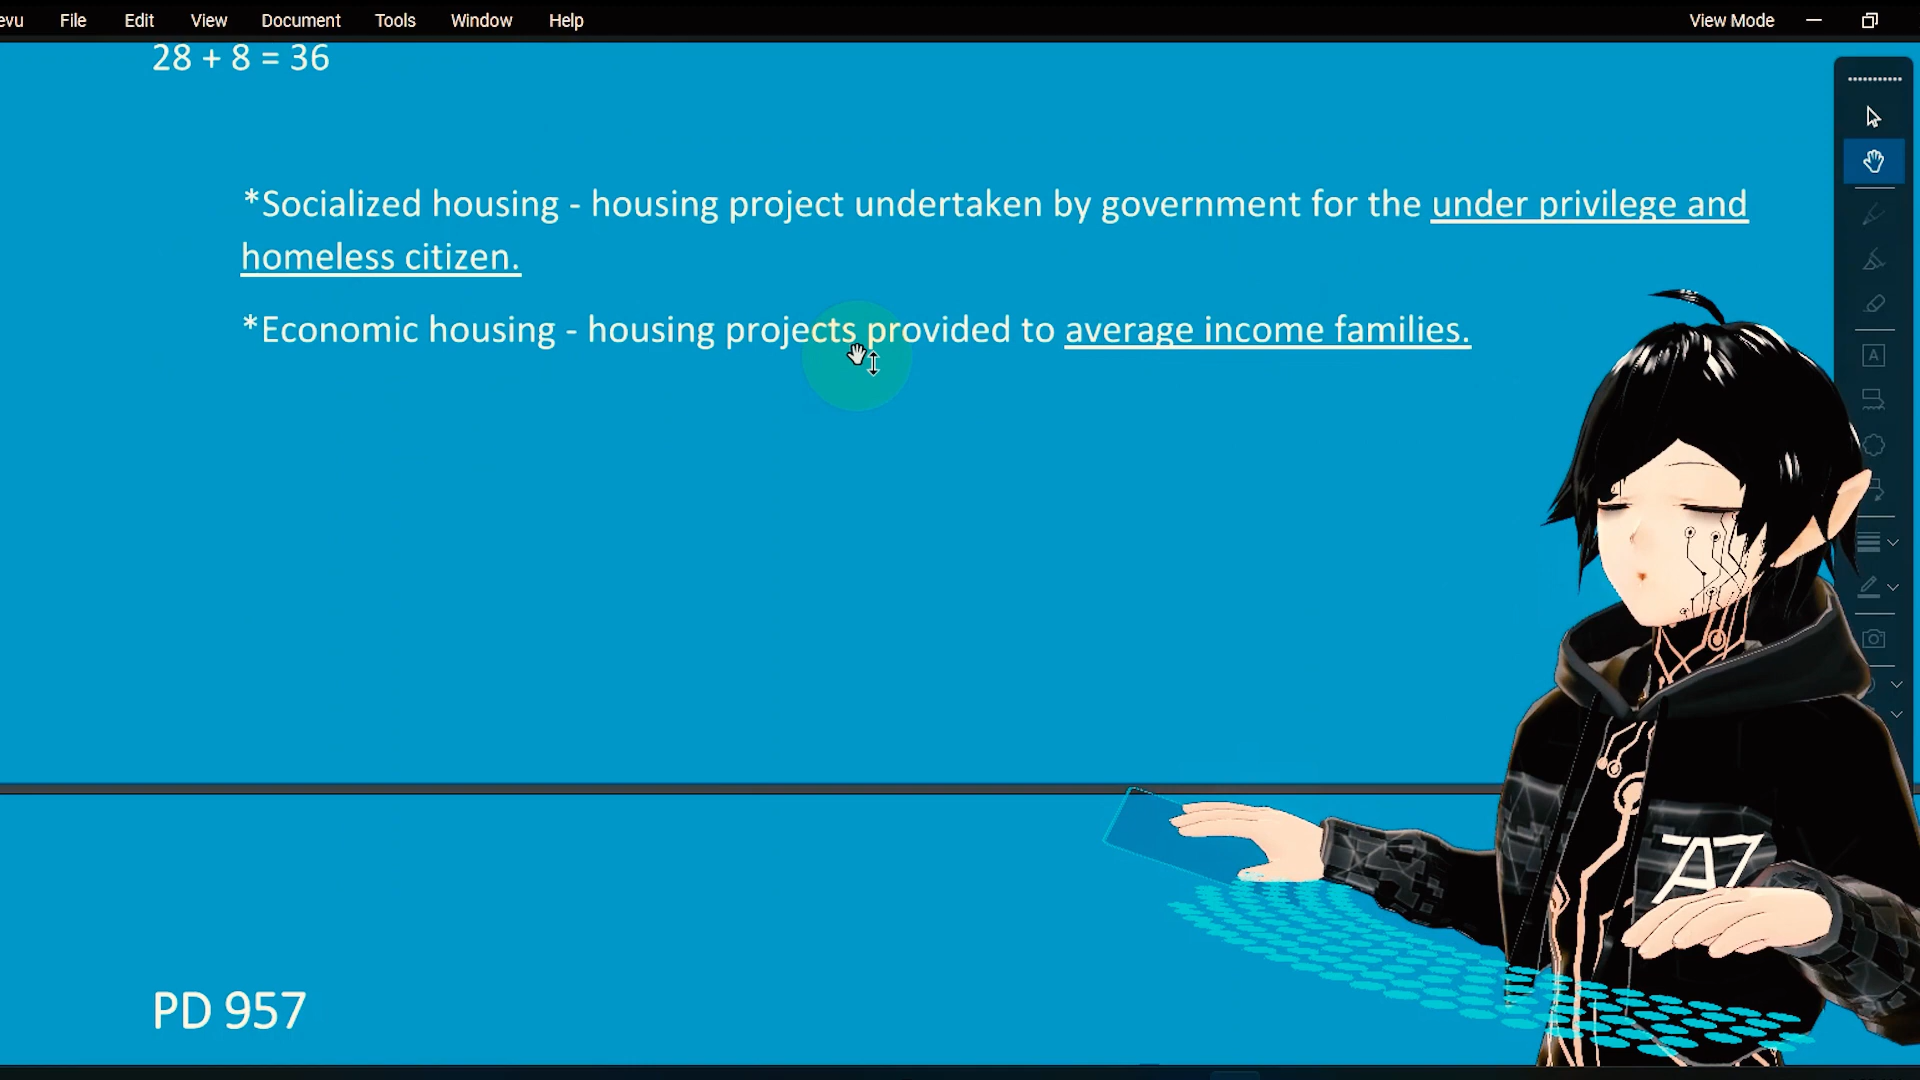 evu File Edit View Document Tools Window Help View Mode
28 + 8 = 36
*Socialized housing - housing project undertaken by government for the under privilege and
homeless citizen.
*Economic housing - housing projects provided to average income families.
A
A7
PD 957